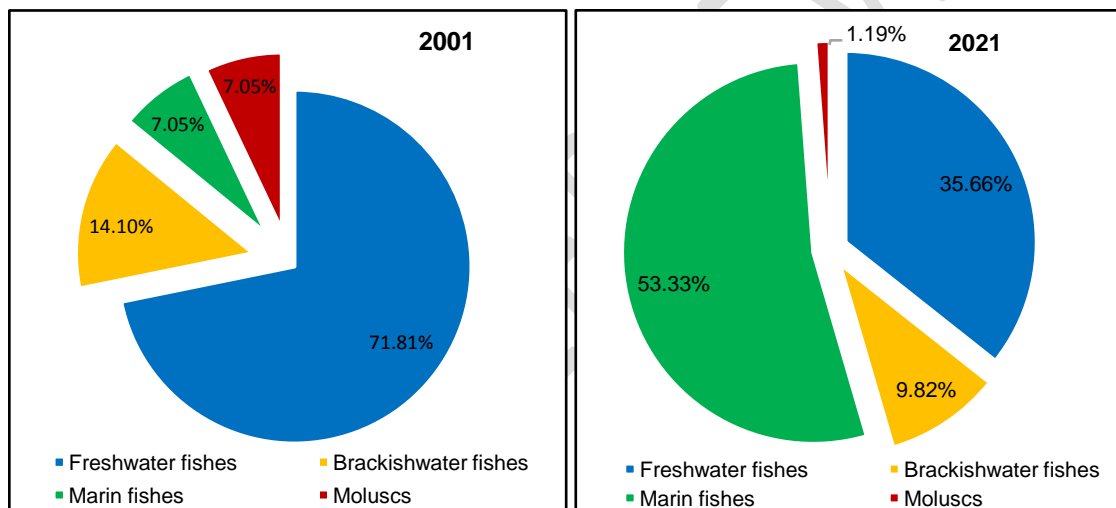 2001
7.05%
7.05%
14.10%
71.81%
Freshwater fishes
Brackishwater fishes
Marin fishes
Moluscs
2021
1.19%
35.66%
53.33%
9.82%
Freshwater fishes
Brackishwater fishes
Marin fishes
Moluscs